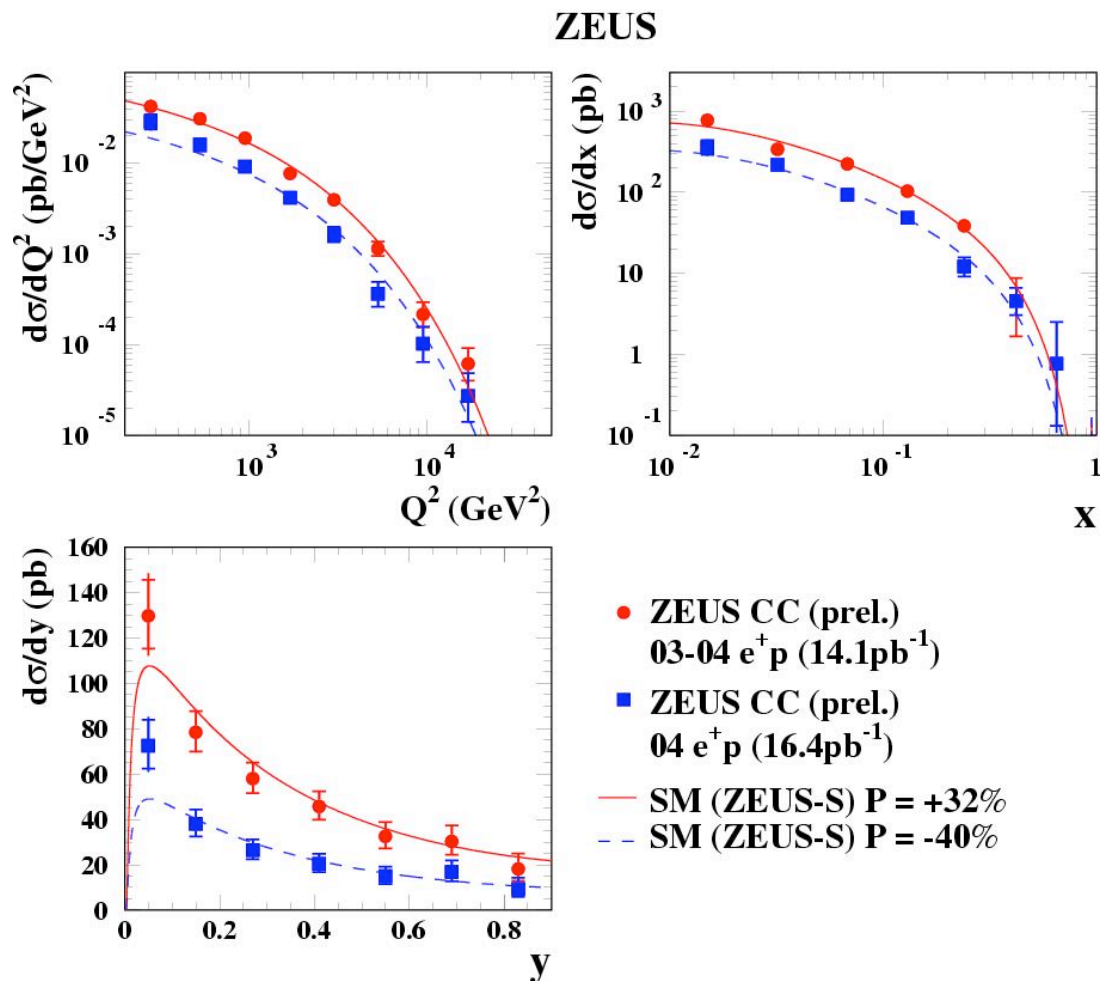 ZEUS
dσ/dQ² (pb/GeV²)
10⁻²
10⁻³
10⁻⁴
10⁻⁵
10³
10⁴
Q² (GeV²)
dσ/dx (pb)
10³
10²
10
1
10⁻¹
10⁻²
10⁻¹
1
x
dσ/dy (pb)
160
140
120
100
80
60
40
20
0
0
0.2
0.4
0.6
0.8
y
ZEUS CC (prel.)
03-04 e⁺p (14.1pb⁻¹)
ZEUS CC (prel.)
04 e⁺p (16.4pb⁻¹)
SM (ZEUS-S) P = +32%
SM (ZEUS-S) P = -40%